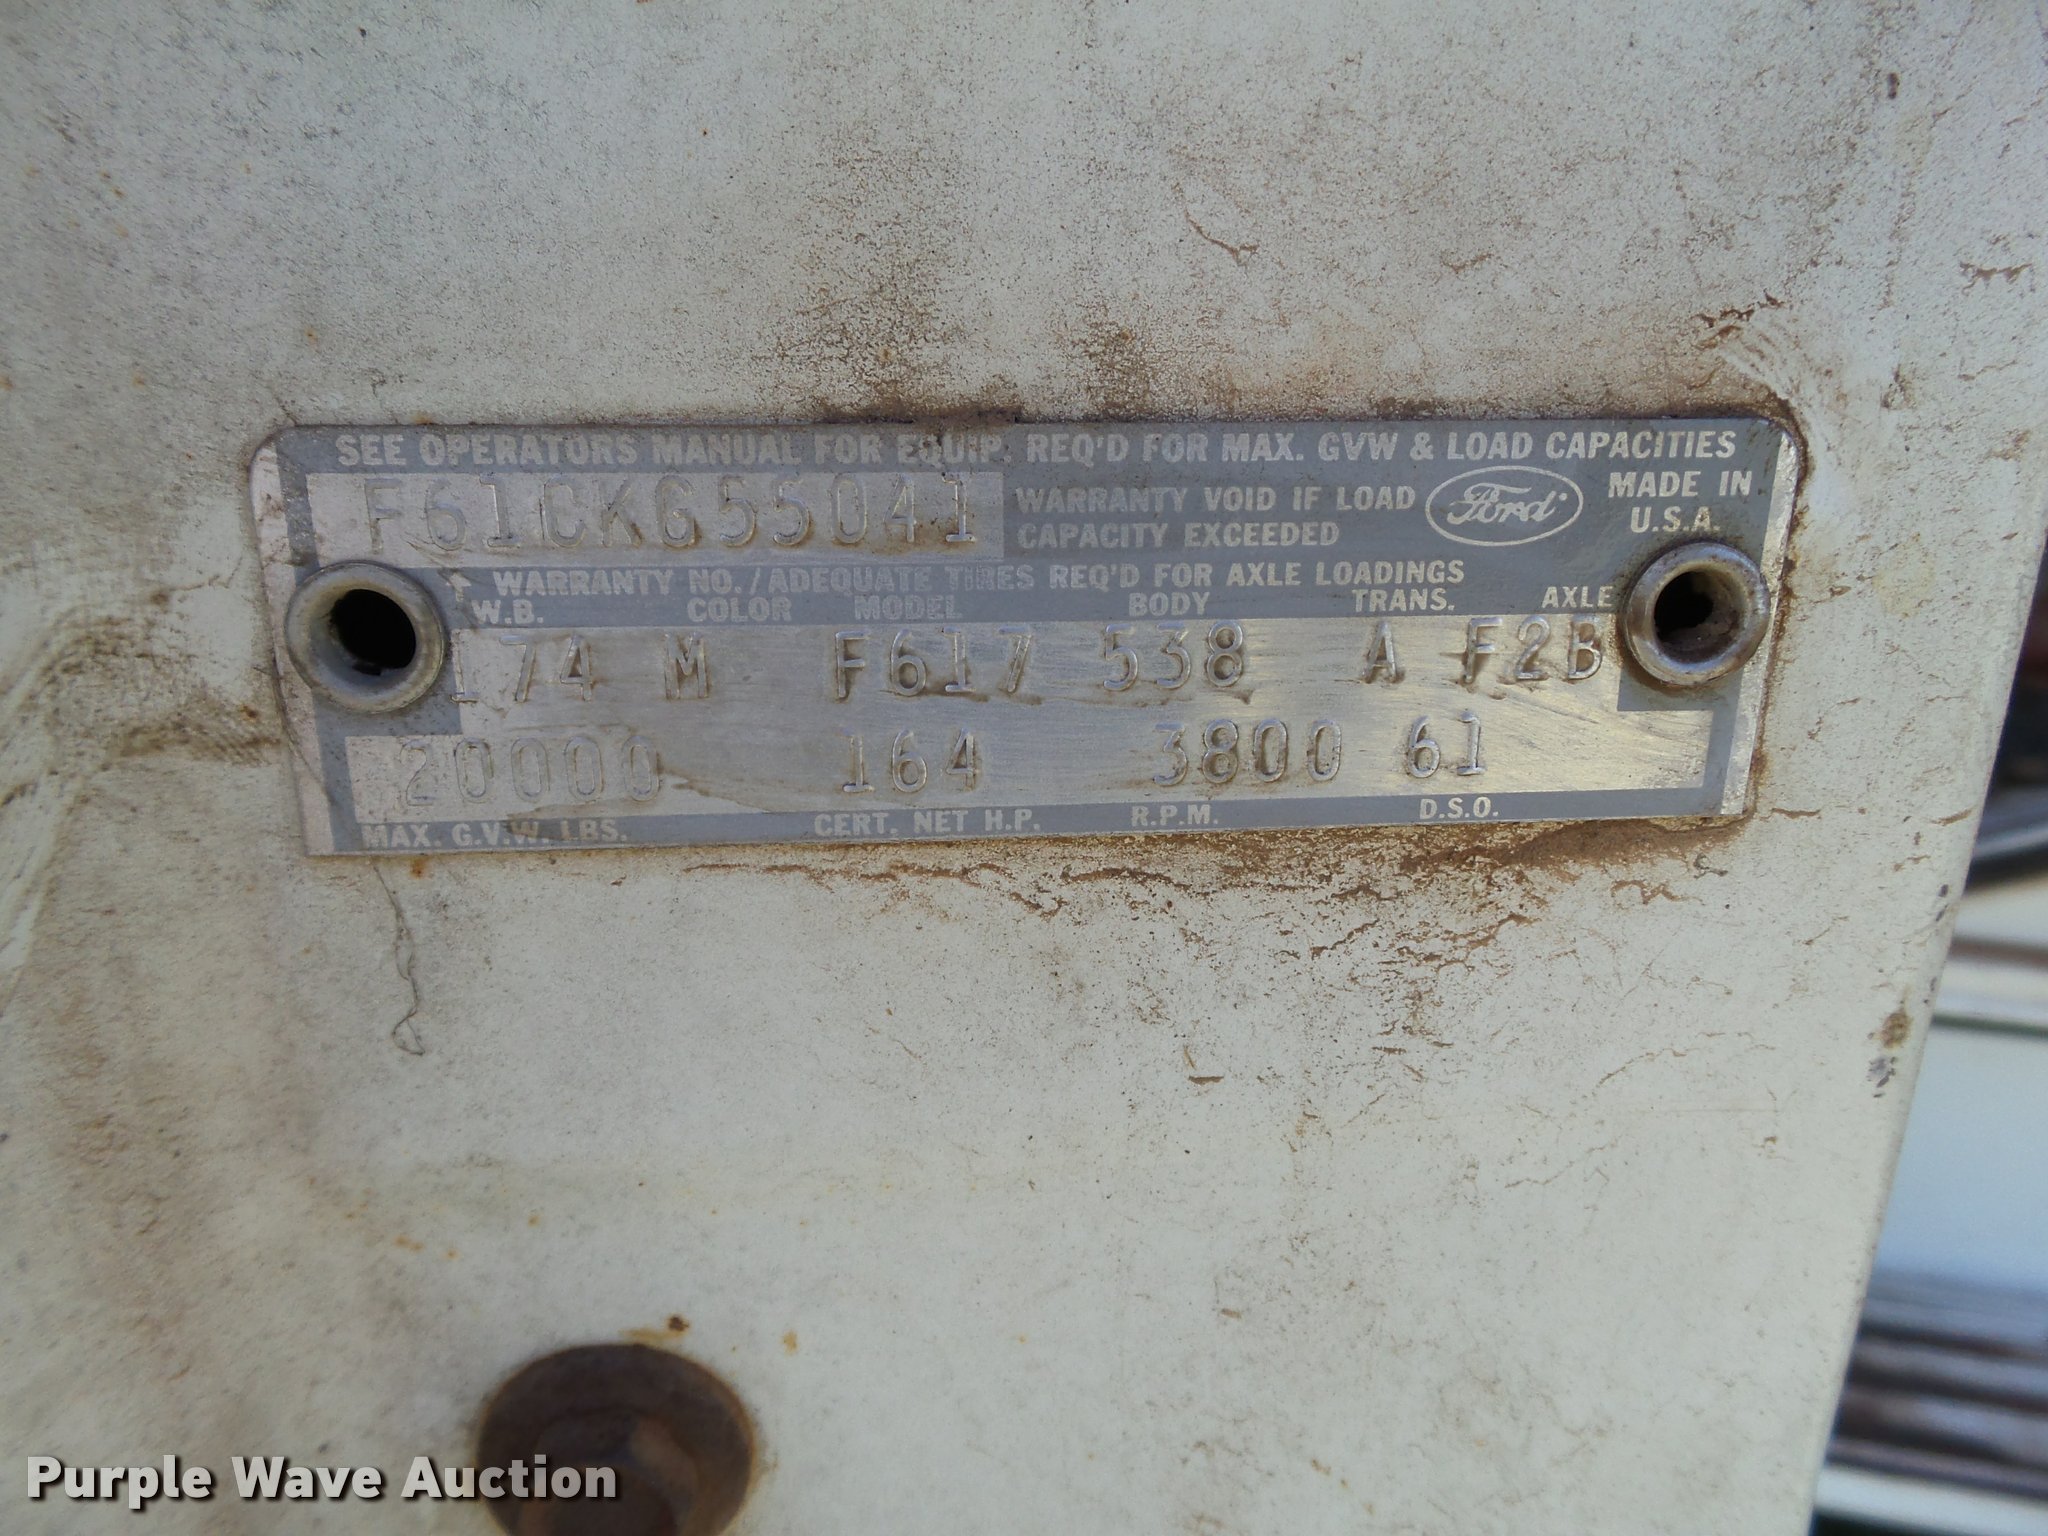 SEE OPERATORS MANUAL FOR EQUIP. REQ'D FOR MAX. GVW & LOAD CAPACITIES
F61CKG55041
WARRANTY VOID IF LOAD
CAPACITY EXCEEDED
Ford
MADE IN
U.S.A.
WARRANTY NO./ADEQUATE TIRES REQ'D FOR AXLE LOADINGS
W.B. COLOR MODEL BODY TRANS. AXLE
174 M F617 538 A F2B
20000 164 3800 61
MAX. G.V.W. LBS. CERT. NET H.P. R.P.M. D.S.O.
Purple Wave Auction